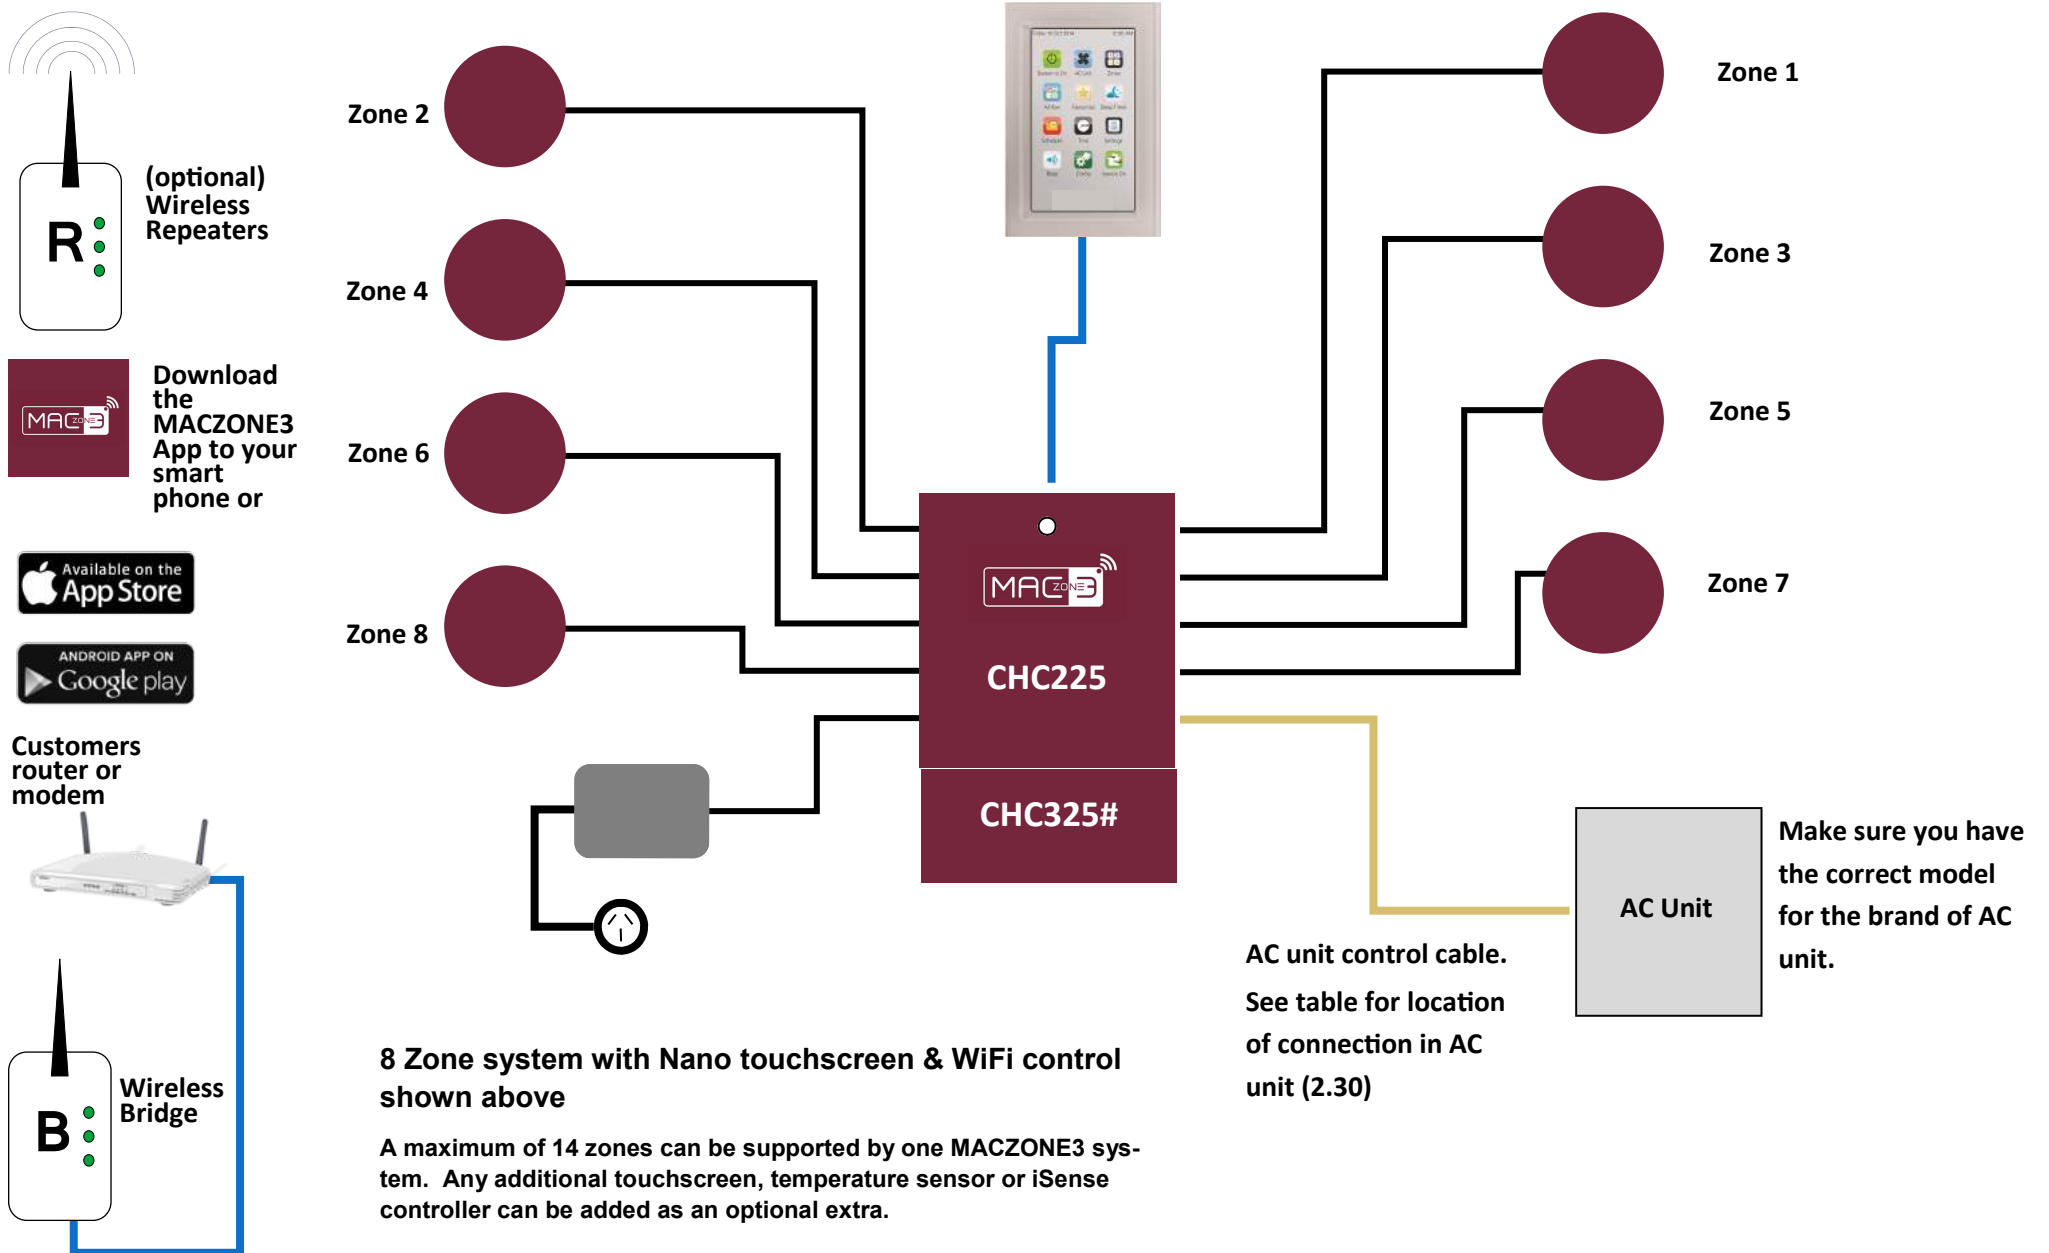 (optional)
Wireless
Repeaters
R
Download
the
MACZONE3
App to your
smart
phone or
MAC ZONE 3
Available on the
App Store
ANDROID APP ON
Google play
Customers
router or
modem
Wireless
Bridge
B
Zone 2
Zone 4
Zone 6
Zone 8
Zone 1
Zone 3
Zone 5
Zone 7
MAC ZONE 3
CHC225
CHC325#
AC Unit
Make sure you have
the correct model
for the brand of AC
unit.
AC unit control cable.
See table for location
of connection in AC
unit (2.30)
8 Zone system with Nano touchscreen & WiFi control
shown above
A maximum of 14 zones can be supported by one MACZONE3 sys-
tem.  Any additional touchscreen, temperature sensor or iSense
controller can be added as an optional extra.